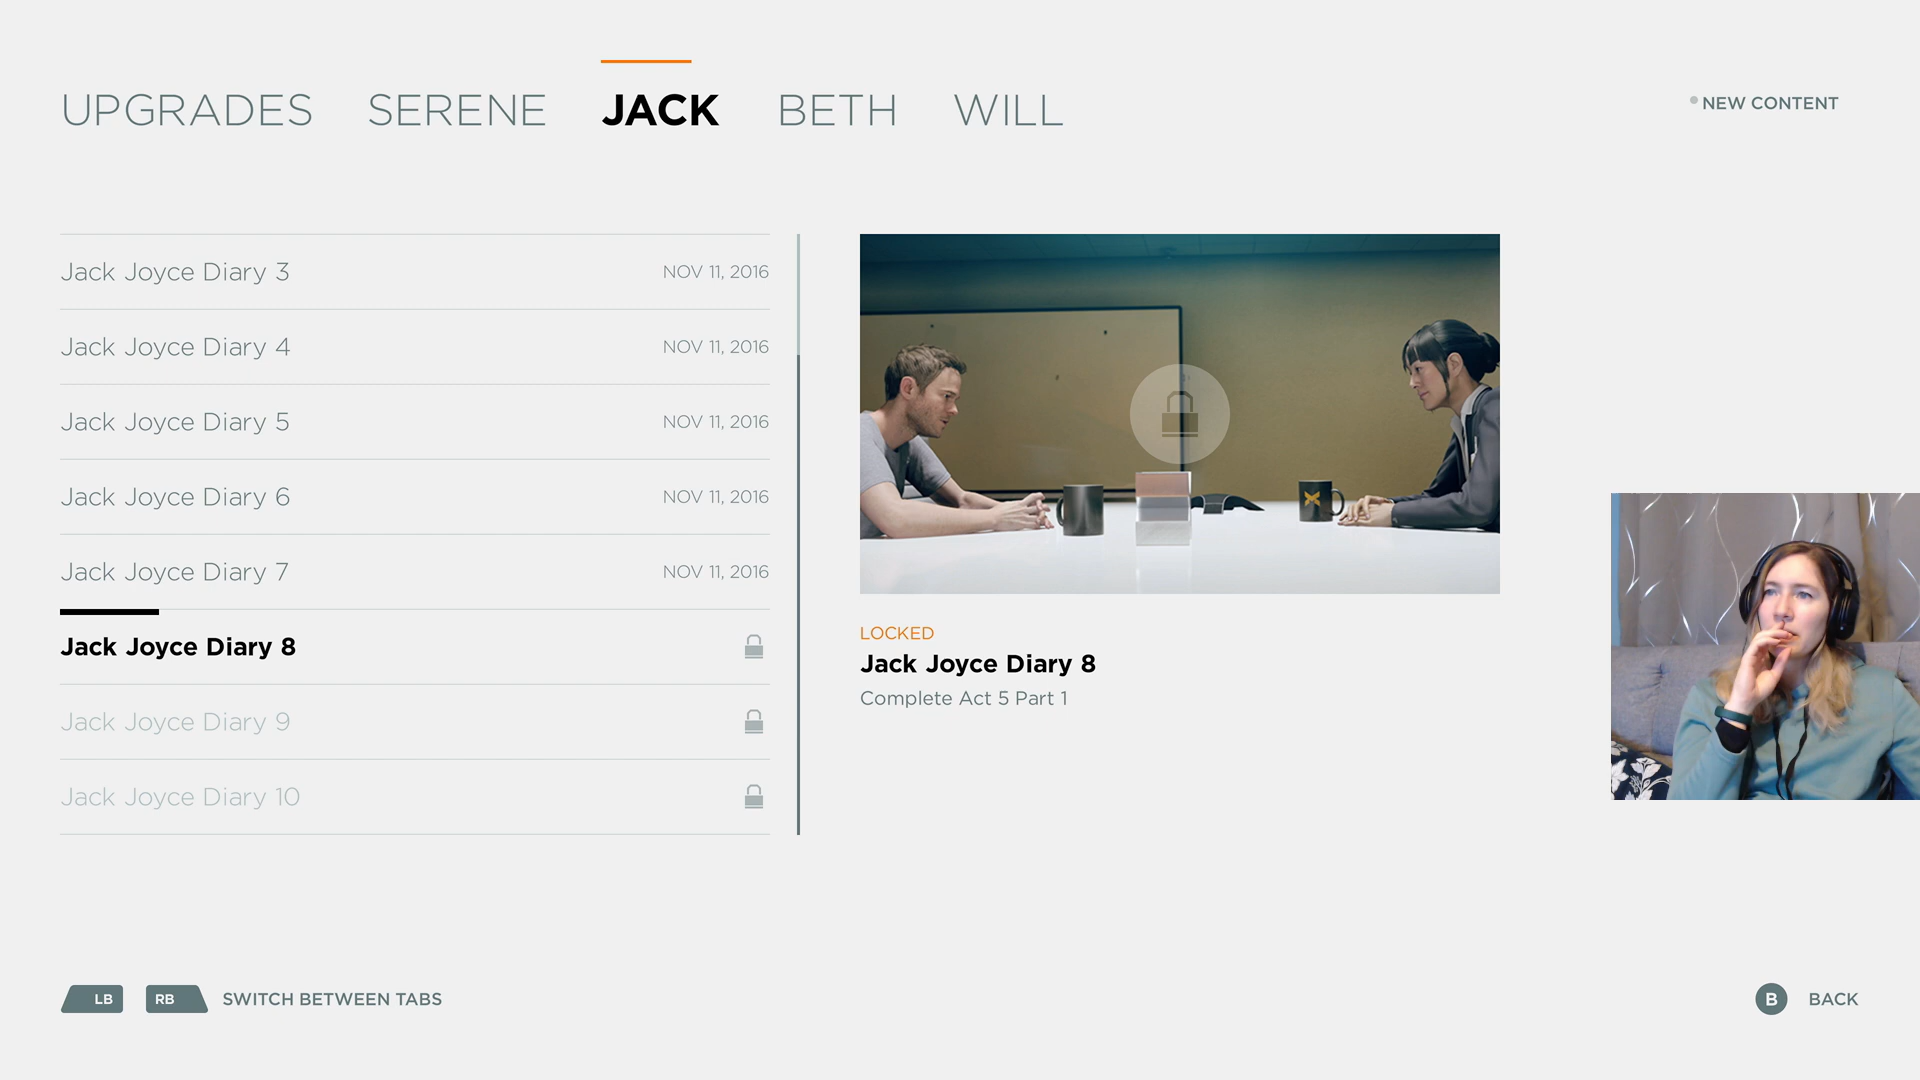 UPGRADES SERENE JACK BETH WILL
NEW CONTENT
Jack Joyce Diary 3 NOV 11, 2016
Jack Joyce Diary 4 NOV 11, 2016
Jack Joyce Diary 5 NOV 11, 2016
Jack Joyce Diary 6 NOV 11, 2016
Jack Joyce Diary 7 NOV 11, 2016
Jack Joyce Diary 8
Jack Joyce Diary 9
Jack Joyce Diary 10
LOCKED
Jack Joyce Diary 8
Complete Act 5 Part 1
LB RB SWITCH BETWEEN TABS
B BACK